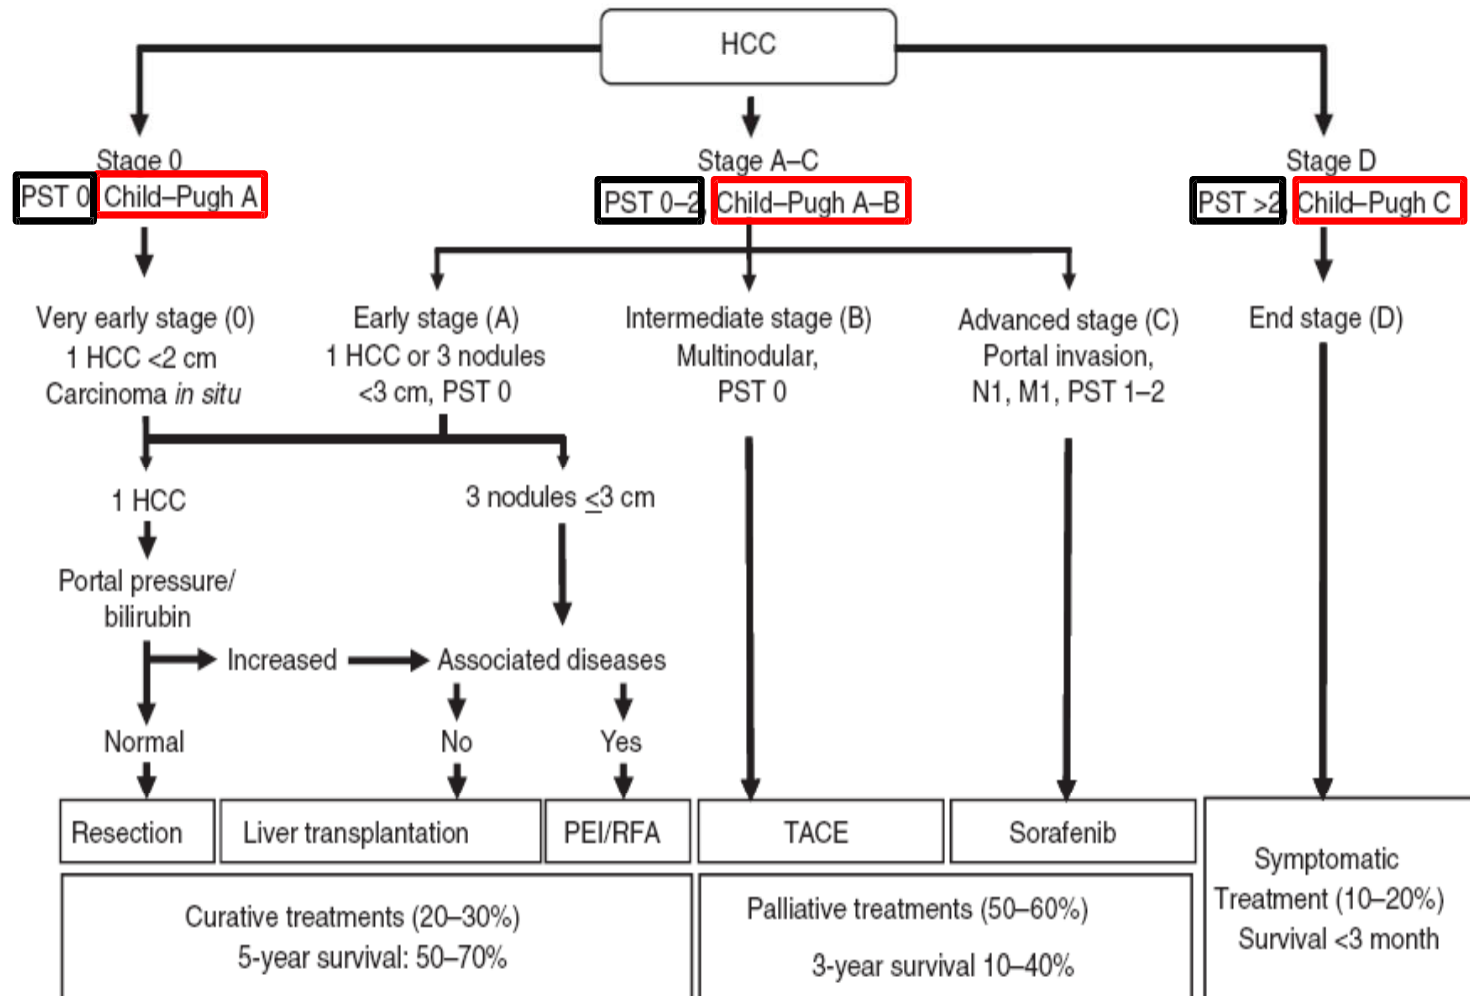 HCC
Stage 0
PST 0 Child–Pugh A
Stage A–C
PST 0–2, Child–Pugh A–B
Stage D
PST >2, Child–Pugh C
Very early stage (0)
1 HCC <2 cm
Carcinoma in situ
Early stage (A)
1 HCC or 3 nodules
<3 cm, PST 0
Intermediate stage (B)
Multinodular,
PST 0
Advanced stage (C)
Portal invasion,
N1, M1, PST 1–2
End stage (D)
1 HCC
3 nodules ≤3 cm
Portal pressure/
bilirubin
Increased
Associated diseases
Normal
No
Yes
Resection
Liver transplantation
PEI/RFA
TACE
Sorafenib
Curative treatments (20–30%)
5-year survival: 50–70%
Palliative treatments (50–60%)
3-year survival 10–40%
Symptomatic
Treatment (10–20%)
Survival <3 month